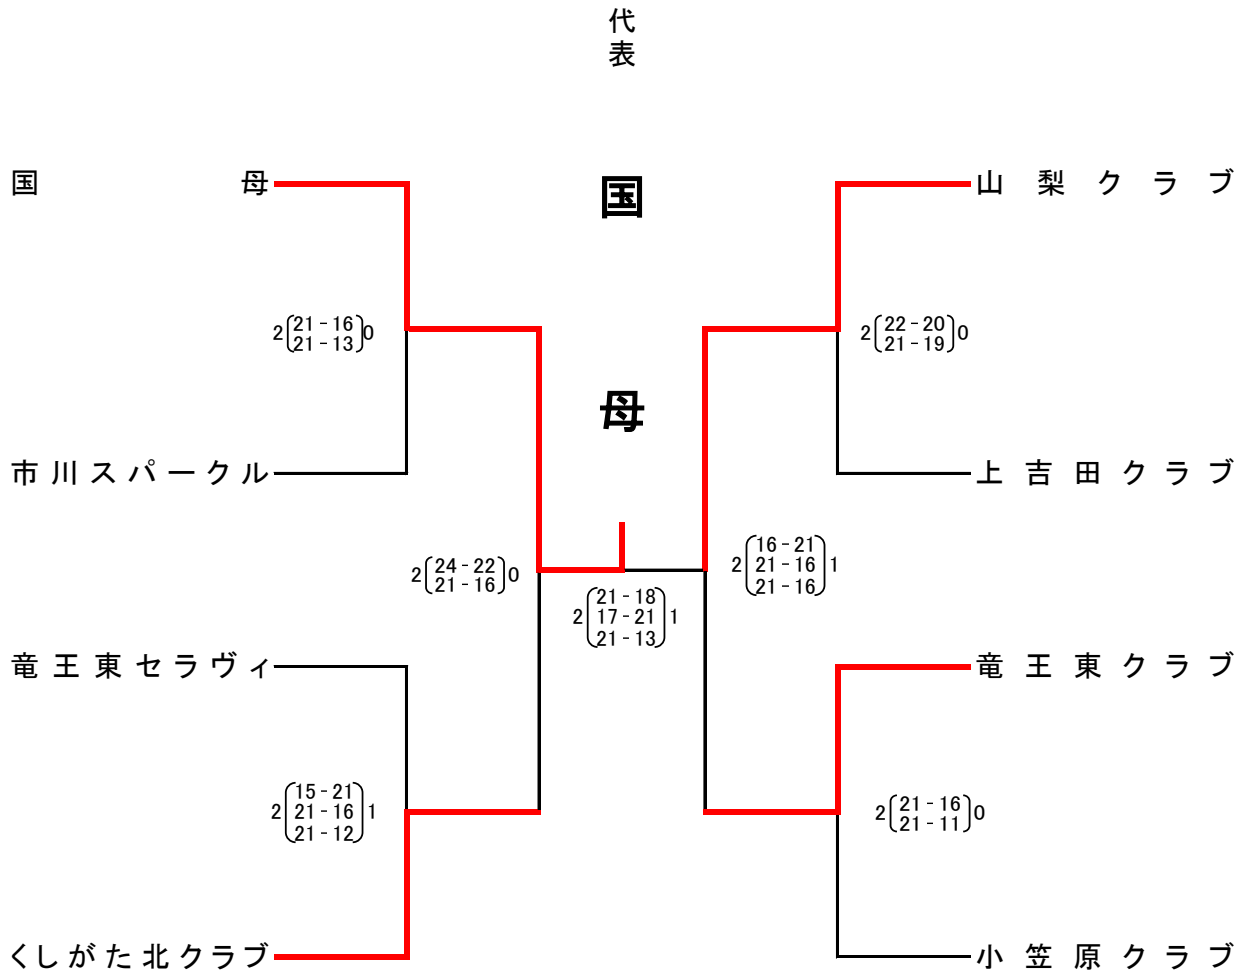 代
表
国
母
国母
山梨クラブ
2(21-16)0
(21-13)
2(22-20)0
(21-19)
市川スパークル
上吉田クラブ
2(24-22)0
(21-16)
(16-21)
2(21-16)1
(21-16)
(21-18)
2(17-21)1
(21-13)
竜王東セラヴィ
竜王東クラブ
(15-21)
2(21-16)1
(21-12)
2(21-16)0
(21-11)
くしがた北クラブ
小笠原クラブ